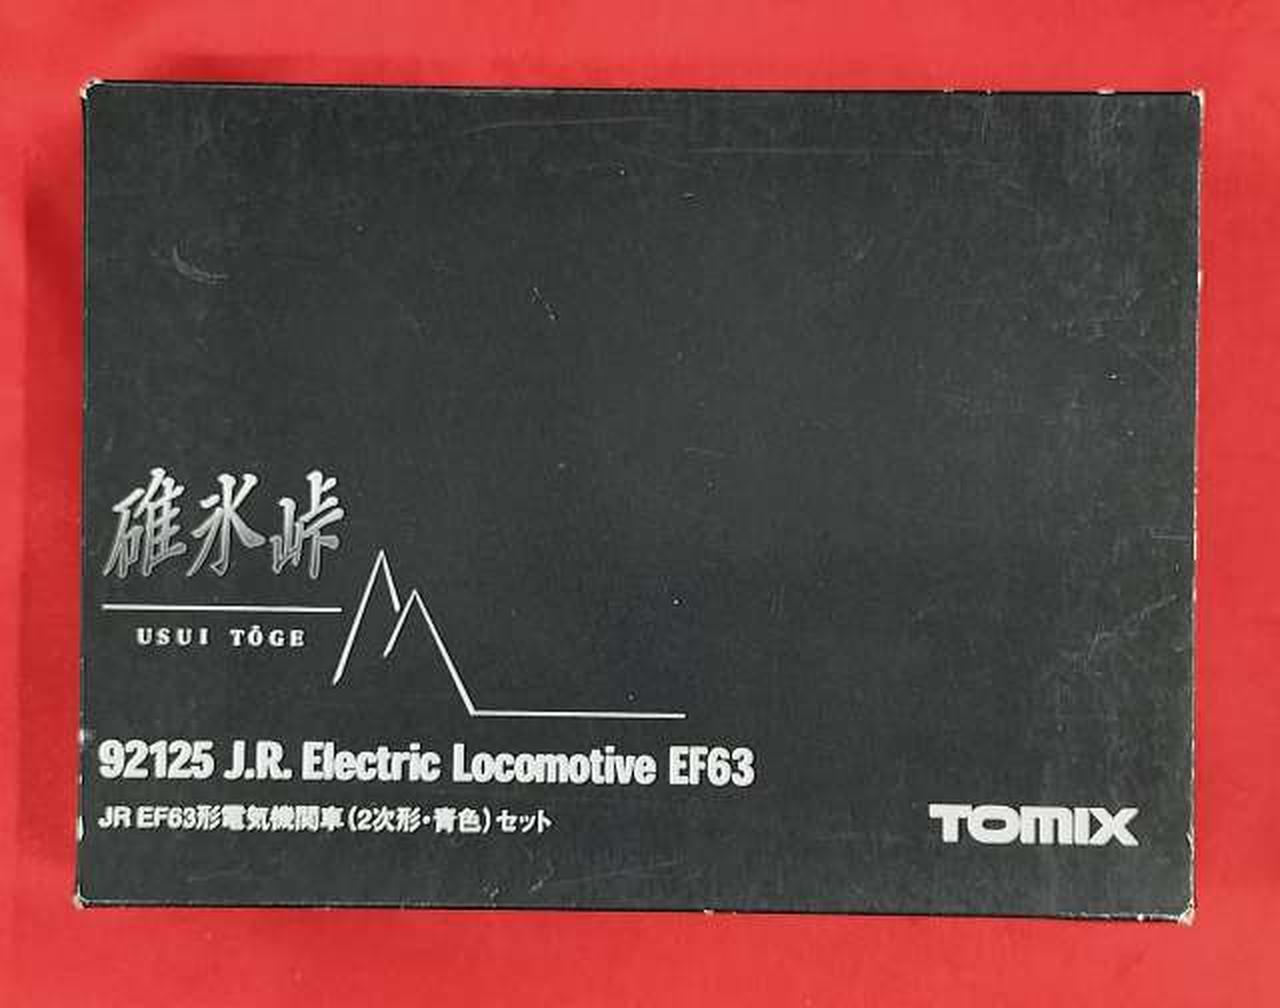 碓氷峠
USUI TŌGE
92125 J.R. Electric Locomotive EF63
JR EF63形電気機関車(2次形・青色)セット
TOMIX